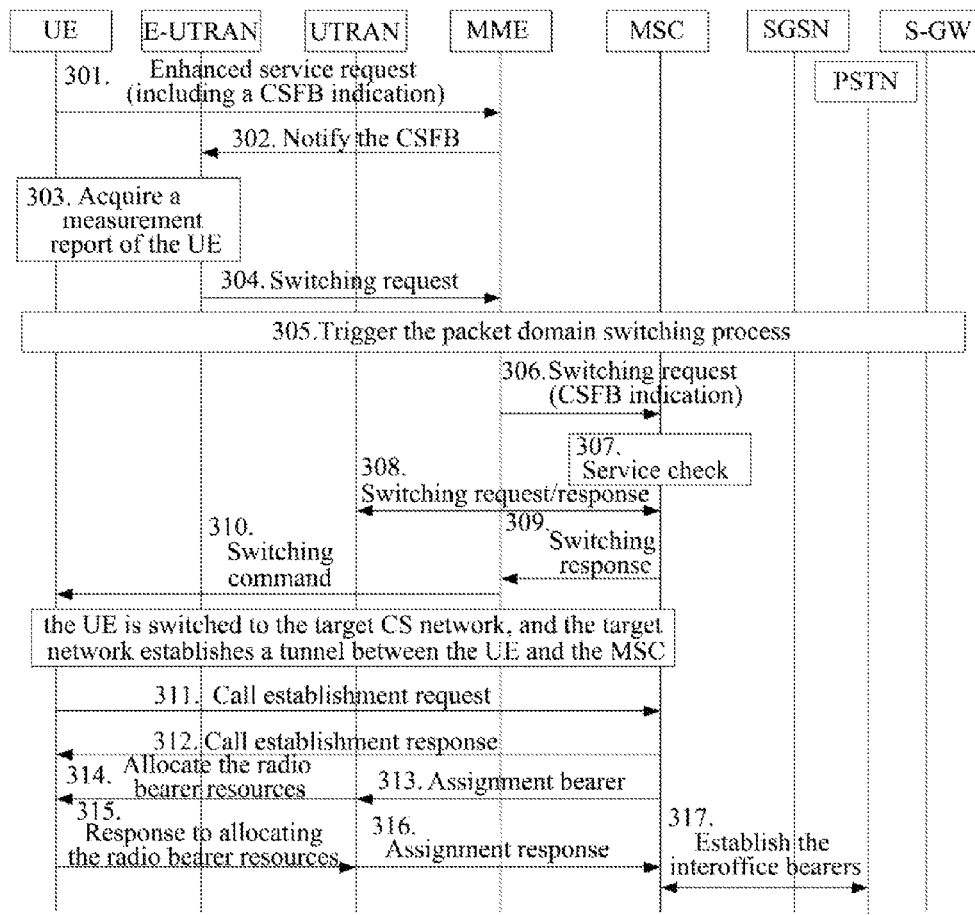 UE E-UTRAN UTRAN MME MSC SGSN S-GW
PSTN
301. Enhanced service request
(including a CSFB indication)
302. Notify the CSFB
303. Acquire a
measurement
report of the UE
304. Switching request
305.Trigger the packet domain switching process
306. Switching request
(CSFB indication)
307.
Service check
308.
Switching request/response
309.
Switching
response
310.
Switching
command
the UE is switched to the target CS network, and the target
network establishes a tunnel between the UE and the MSC
311. Call establishment request
312. Call establishment response
313. Assignment bearer
314. Allocate the radio
bearer resources
315.
Response to allocating
the radio bearer resources
316.
Assignment response
317.
Establish the
interoffice bearers